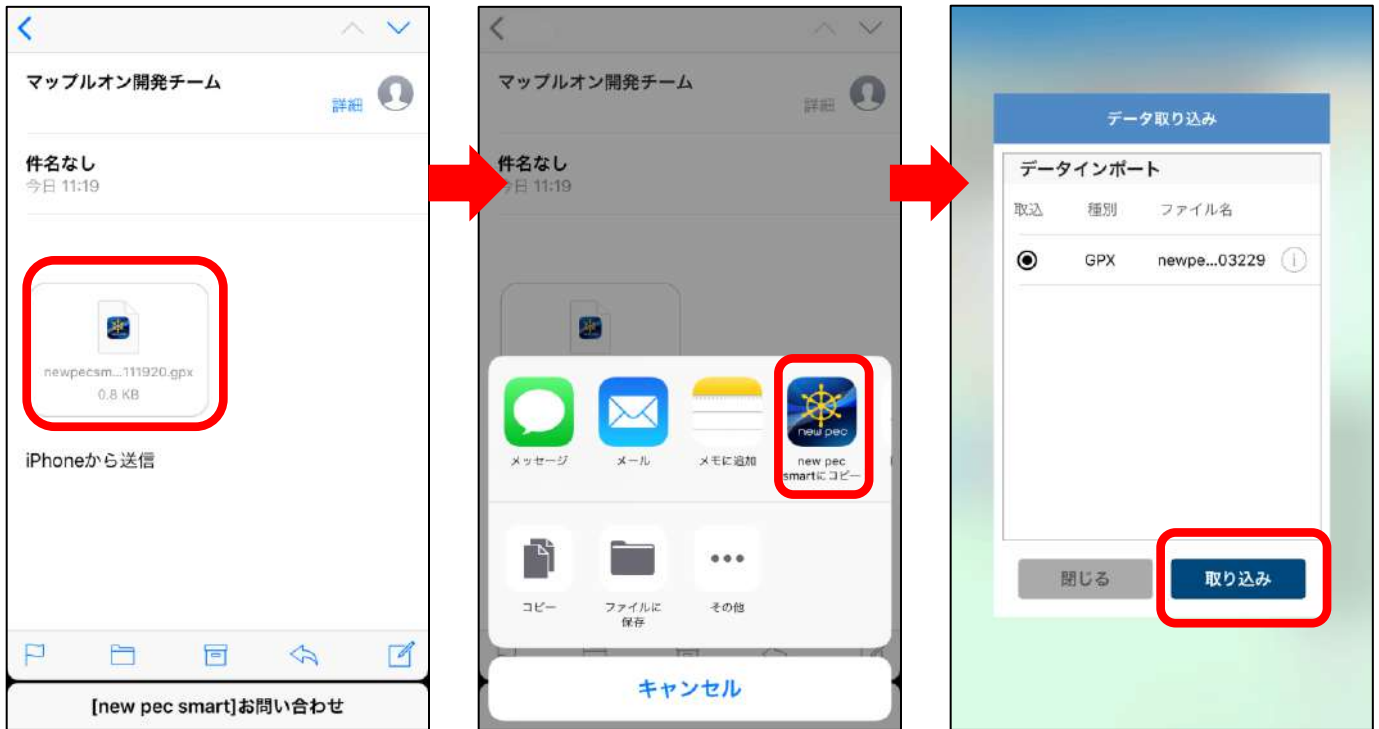 マップルオン開発チーム
詳細
件名なし
今日 11:19
newpecsm...111920.gpx
0.8 KB
iPhoneから送信
[new pec smart]お問い合わせ
マップルオン開発チーム
詳細
件名なし
今日 11:19
new pec
メッセージ
メール
メモに追加
new pec
smartにコピー
コピー
ファイルに
保存
その他
キャンセル
データ取り込み
データインポート
取込 種別 ファイル名
GPX newpe...03229
閉じる
取り込み